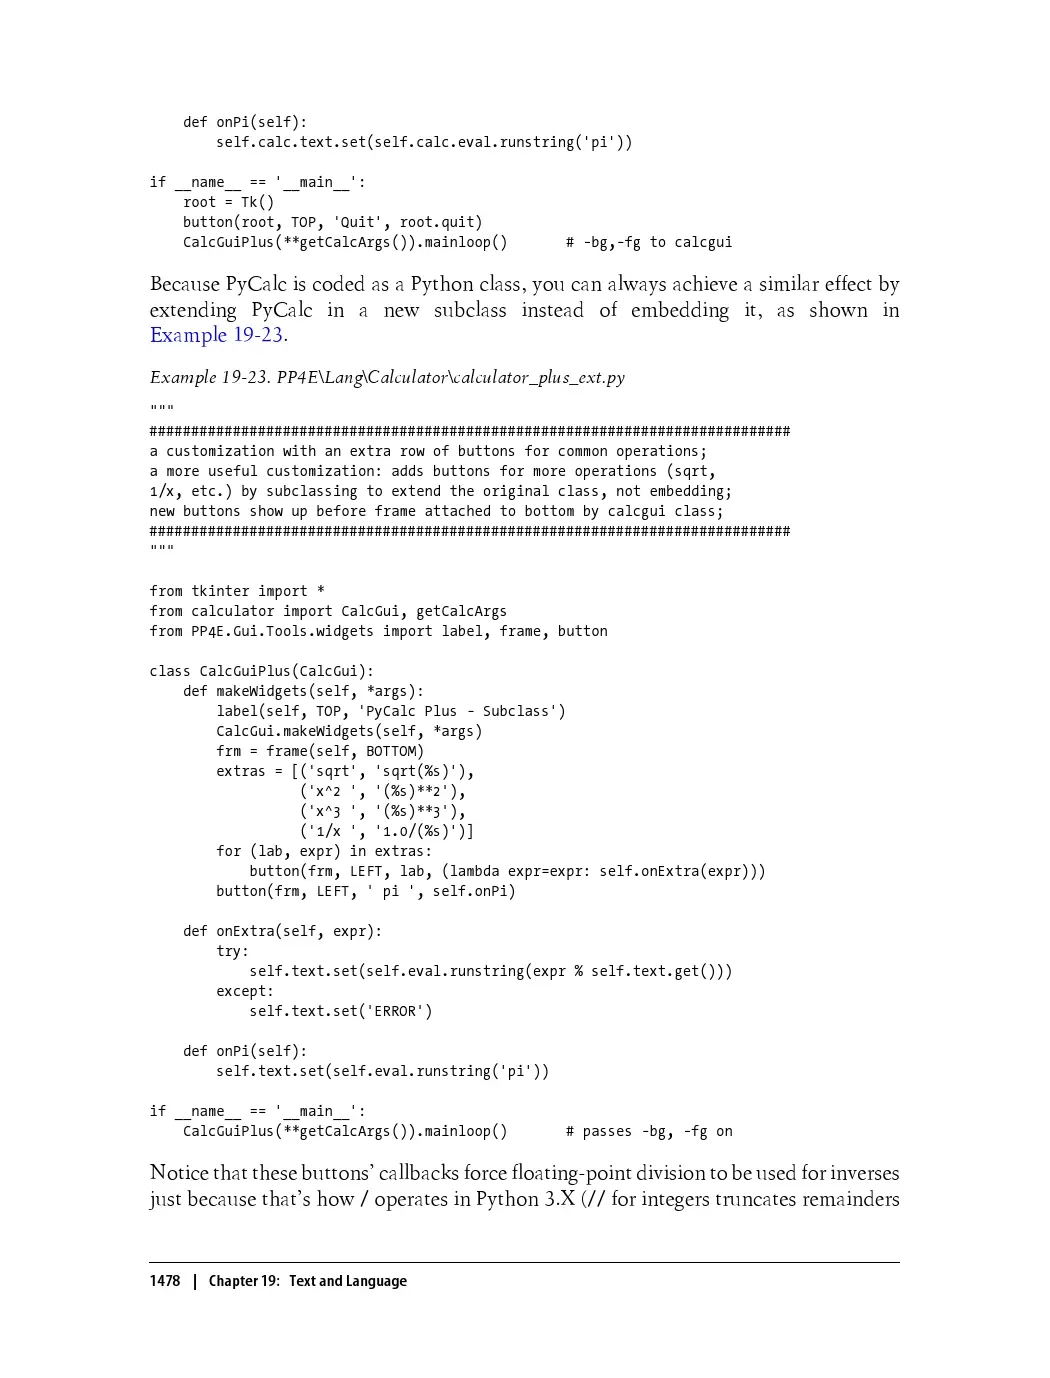 def onPi(self):
        self.calc.text.set(self.calc.eval.runstring('pi'))

if __name__ == '__main__':
    root = Tk()
    button(root, TOP, 'Quit', root.quit)
    CalcGuiPlus(**getCalcArgs()).mainloop()       # -bg,-fg to calcgui

Because PyCalc is coded as a Python class, you can always achieve a similar effect by
extending PyCalc in a new subclass instead of embedding it, as shown in
Example 19-23.

Example 19-23. PP4E\Lang\Calculator\calculator_plus_ext.py

"""
#############################################################################
a customization with an extra row of buttons for common operations;
a more useful customization: adds buttons for more operations (sqrt,
1/x, etc.) by subclassing to extend the original class, not embedding;
new buttons show up before frame attached to bottom by calcgui class;
#############################################################################
"""

from tkinter import *
from calculator import CalcGui, getCalcArgs
from PP4E.Gui.Tools.widgets import label, frame, button

class CalcGuiPlus(CalcGui):
    def makeWidgets(self, *args):
        label(self, TOP, 'PyCalc Plus - Subclass')
        CalcGui.makeWidgets(self, *args)
        frm = frame(self, BOTTOM)
        extras = [('sqrt', 'sqrt(%s)'),
                  ('x^2 ', '(%s)**2'),
                  ('x^3 ', '(%s)**3'),
                  ('1/x ', '1.0/(%s)')]
        for (lab, expr) in extras:
            button(frm, LEFT, lab, (lambda expr=expr: self.onExtra(expr)))
        button(frm, LEFT, ' pi ', self.onPi)

    def onExtra(self, expr):
        try:
            self.text.set(self.eval.runstring(expr % self.text.get()))
        except:
            self.text.set('ERROR')

    def onPi(self):
        self.text.set(self.eval.runstring('pi'))

if __name__ == '__main__':
    CalcGuiPlus(**getCalcArgs()).mainloop()       # passes -bg, -fg on

Notice that these buttons’ callbacks force floating-point division to be used for inverses
just because that’s how / operates in Python 3.X (// for integers truncates remainders

1478 | Chapter 19: Text and Language